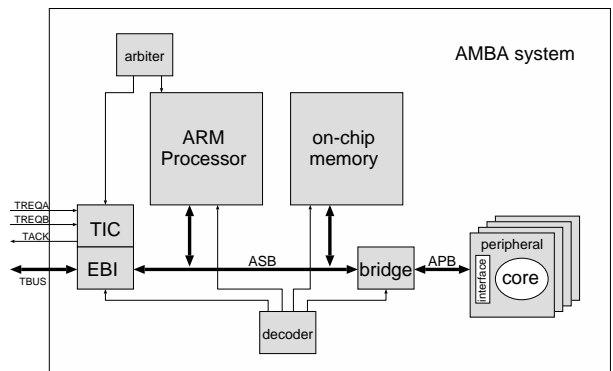 AMBA system
arbiter
ARM
Processor
on-chip
memory
TREQA
TREQB
TACK
TIC
EBI
TBUS
ASB
bridge
APB
peripheral
interface
core
decoder